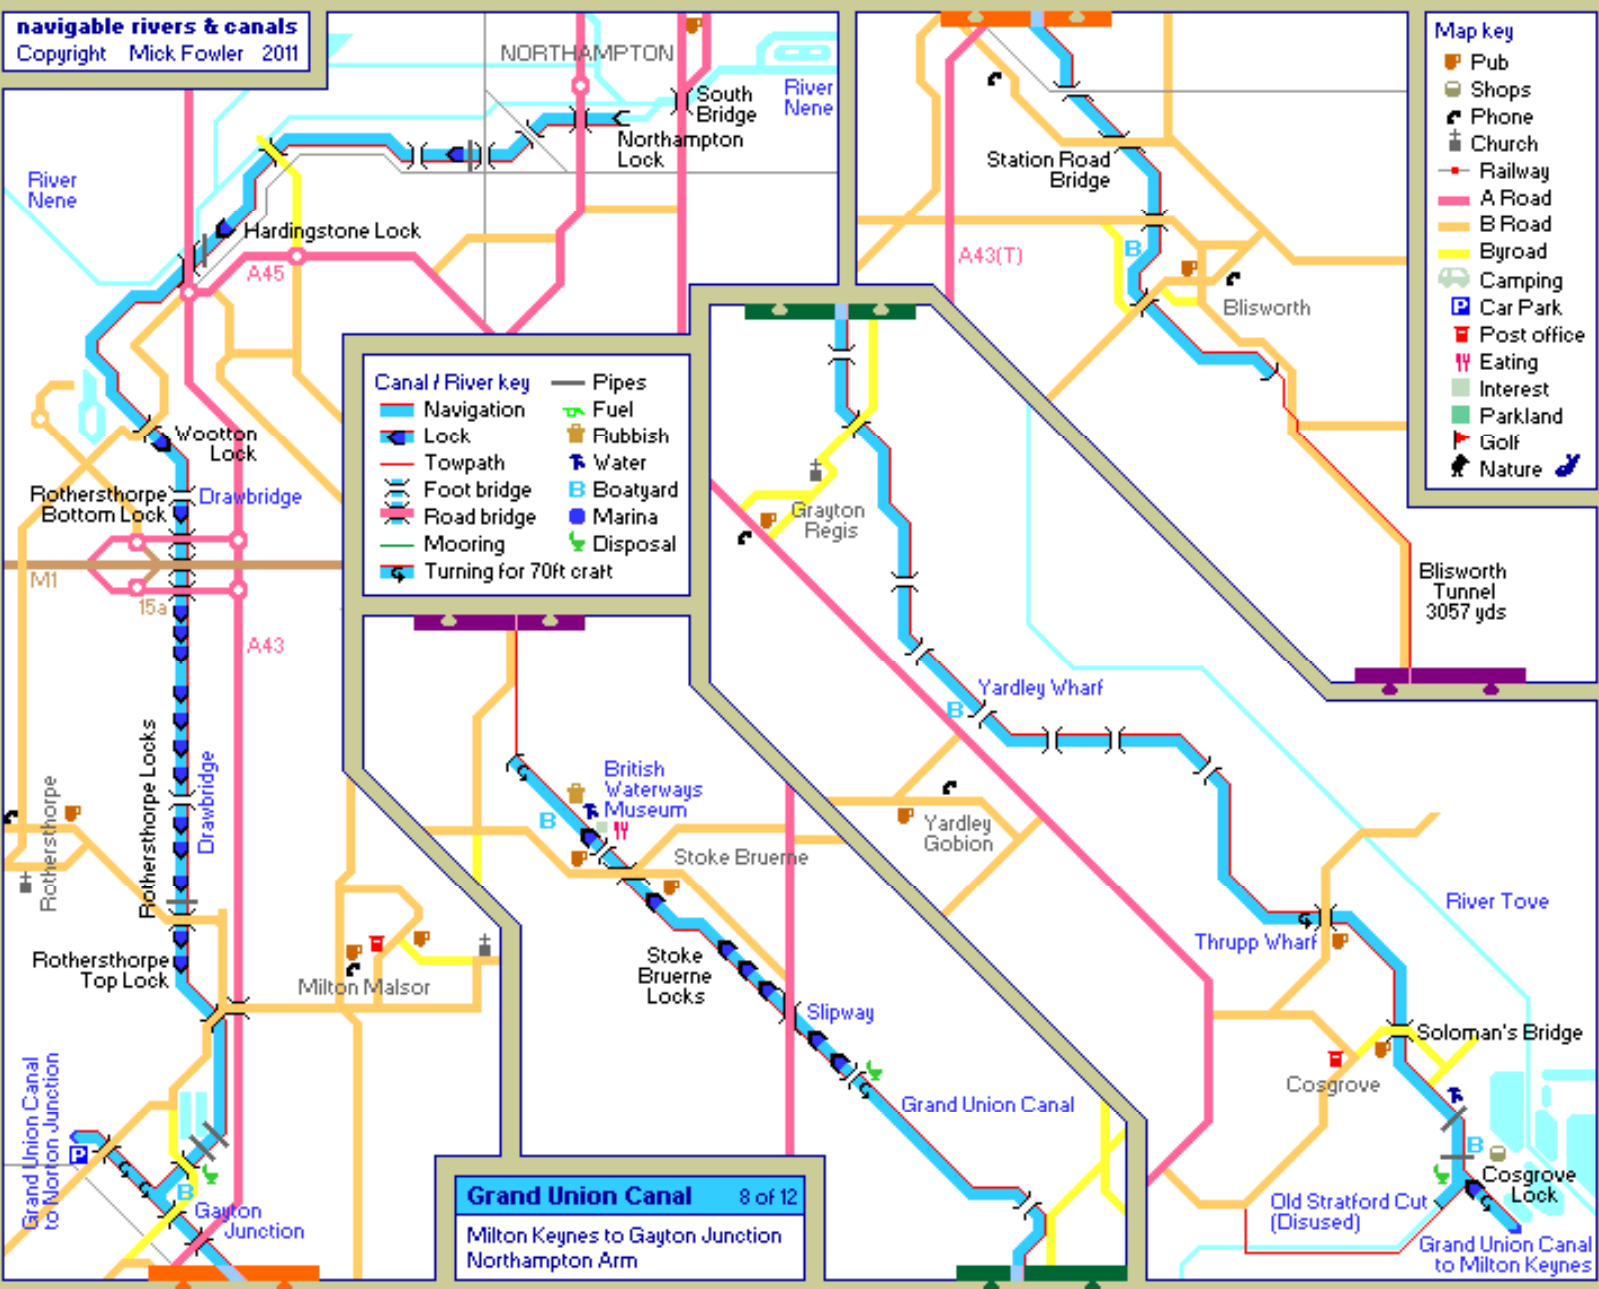 navigable rivers & canals
Copyright Mick Fowler 2011
NORTHAMPTON
South
Bridge
River
Nene
Northampton
Lock
River
Nene
Hardingstone Lock
A45
Wootton
Lock
Rothersthorpe
Bottom Lock
Drawbridge
M1
15a
A43
Rothersthorpe Locks
Drawbridge
Rothersthorpe
Rothersthorpe
Top Lock
Milton Malsor
Grand Union Canal
to Norton Junction
P
B
Gayton
Junction
Canal / River key
Navigation
Lock
Towpath
Foot bridge
Road bridge
Mooring
Turning for 70ft craft
Pipes
Fuel
Rubbish
Water
B Boatyard
Marina
Disposal
British
Waterways
Museum
B
Stoke Bruerne
Stoke
Bruerne
Locks
Slipway
Grand Union Canal
Grand Union Canal 8 of 12
Milton Keynes to Gayton Junction
Northampton Arm
Station Road
Bridge
A43(T)
B
Blisworth
Blisworth
Tunnel
3057 yds
Grayton
Regis
Yardley Wharf
B
Yardley
Gobion
River Tove
Thrupp Wharf
Soloman's Bridge
Cosgrove
B
Cosgrove
Lock
Old Stratford Cut
(Disused)
Grand Union Canal
to Milton Keynes
Map key
Pub
Shops
Phone
Church
Railway
A Road
B Road
Byroad
Camping
P Car Park
Post office
Eating
Interest
Parkland
Golf
Nature